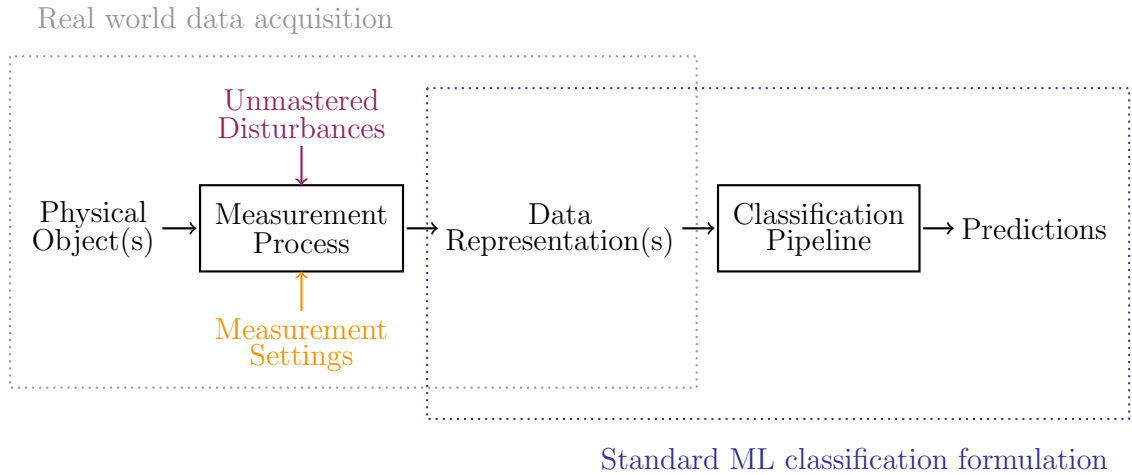 Real world data acquisition
Unmastered
Disturbances
Physical
Object(s)
Measurement
Process
Data
Representation(s)
Classification
Pipeline
Predictions
Measurement
Settings
Standard ML classification formulation